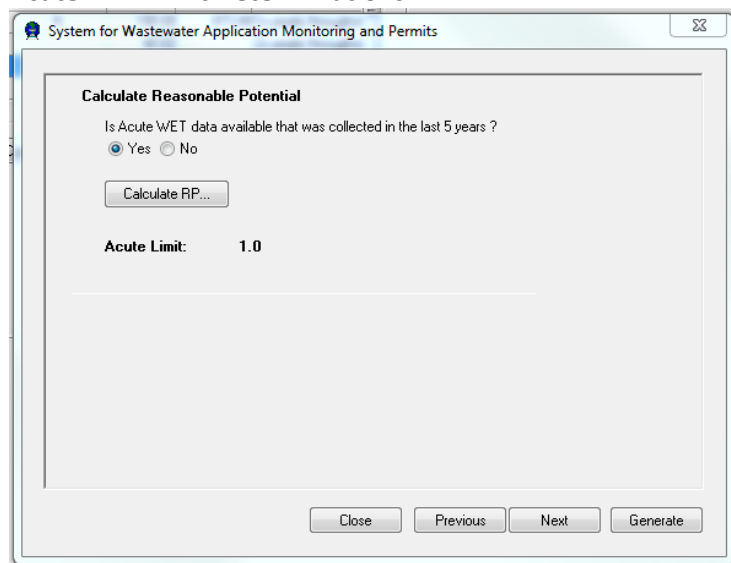 System for Wastewater Application Monitoring and Permits
Calculate Reasonable Potential
Is Acute WET data available that was collected in the last 5 years ?
Yes No
Calculate RP...
Acute Limit: 1.0
Close Previous Next Generate